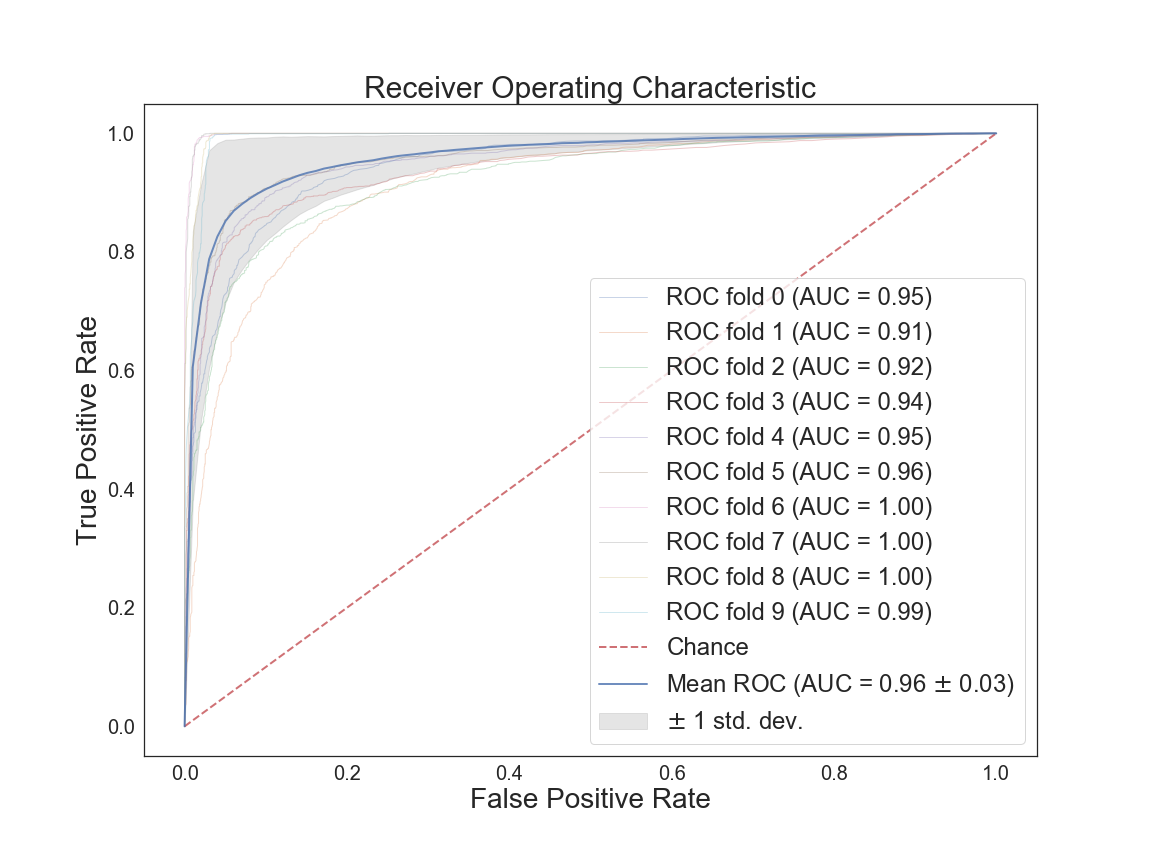 Receiver Operating Characteristic
True Positive Rate
1.0
0.8
0.6
0.4
0.2
0.0
ROC fold 0 (AUC = 0.95)
ROC fold 1 (AUC = 0.91)
ROC fold 2 (AUC = 0.92)
ROC fold 3 (AUC = 0.94)
ROC fold 4 (AUC = 0.95)
ROC fold 5 (AUC = 0.96)
ROC fold 6 (AUC = 1.00)
ROC fold 7 (AUC = 1.00)
ROC fold 8 (AUC = 1.00)
ROC fold 9 (AUC = 0.99)
Chance
Mean ROC (AUC = 0.96 ± 0.03)
± 1 std. dev.
0.0 0.2 0.4 0.6 0.8 1.0
False Positive Rate